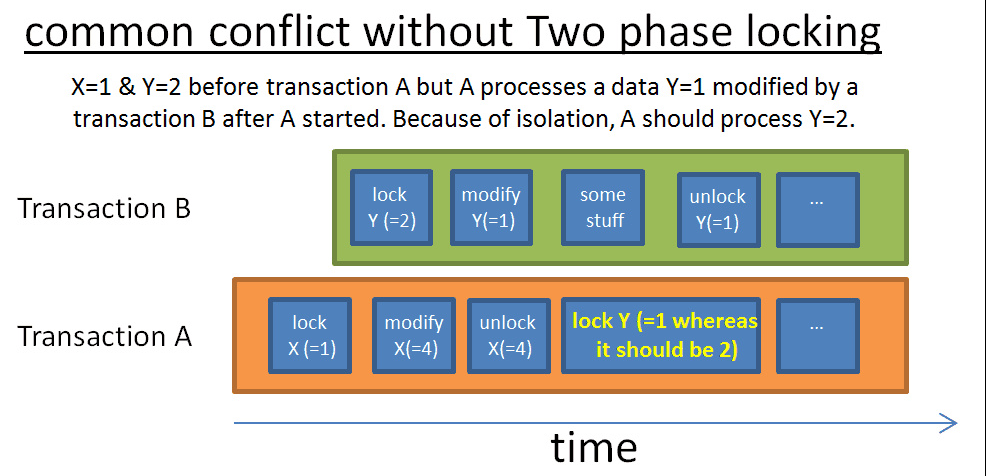 common conflict without Two phase locking
X=1 & Y=2 before transaction A but A processes a data Y=1 modified by a
transaction B after A started. Because of isolation, A should process Y=2.
Transaction B
lock
Y (=2)
modify
Y(=1)
some
stuff
unlock
Y(=1)
...
Transaction A
lock
X (=1)
modify
X(=4)
unlock
X(=4)
lock Y (=1 whereas
it should be 2)
...
time